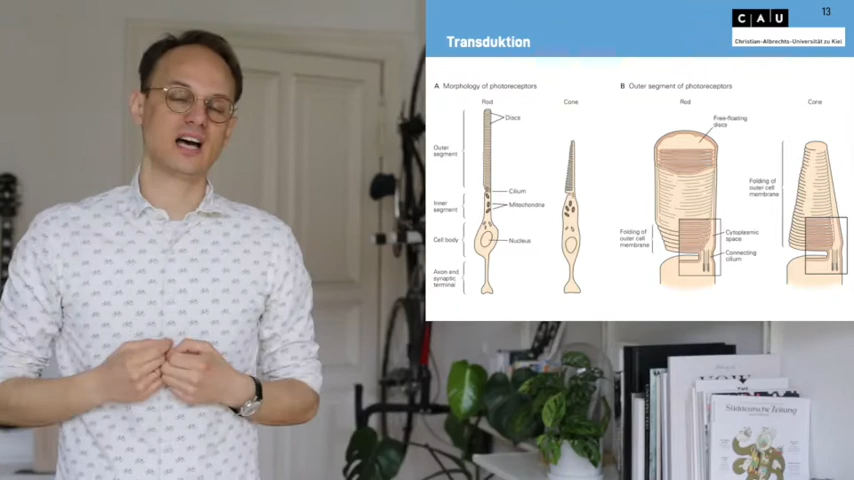 13
C A U
Christian-Albrechts-Universität zu Kiel
Transduktion
A Morphology of photoreceptors
Rod
Cone
Discs
Outer
segment
Cilium
Inner
segment
Mitochondria
Cell body
Nucleus
Axon and
synaptic
terminal
B Outer segment of photoreceptors
Rod
Cone
Free-floating
discs
Folding of
outer cell
membrane
Folding of
outer cell
membrane
Cytoplasmic
space
Connecting
cilium
Süddeutsche Zeitung